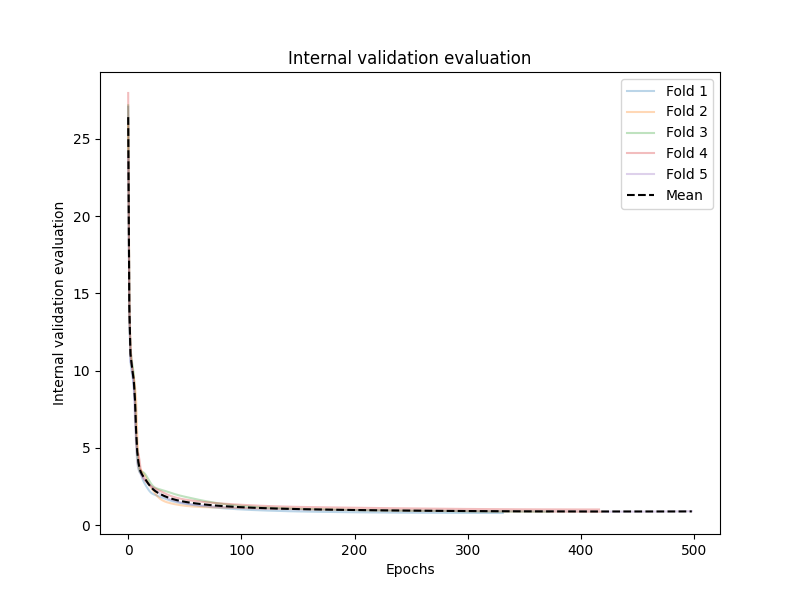 Internal validation evaluation
Internal validation evaluation
25
20
15
10
5
0
0 100 200 300 400 500
Epochs
Fold 1
Fold 2
Fold 3
Fold 4
Fold 5
Mean